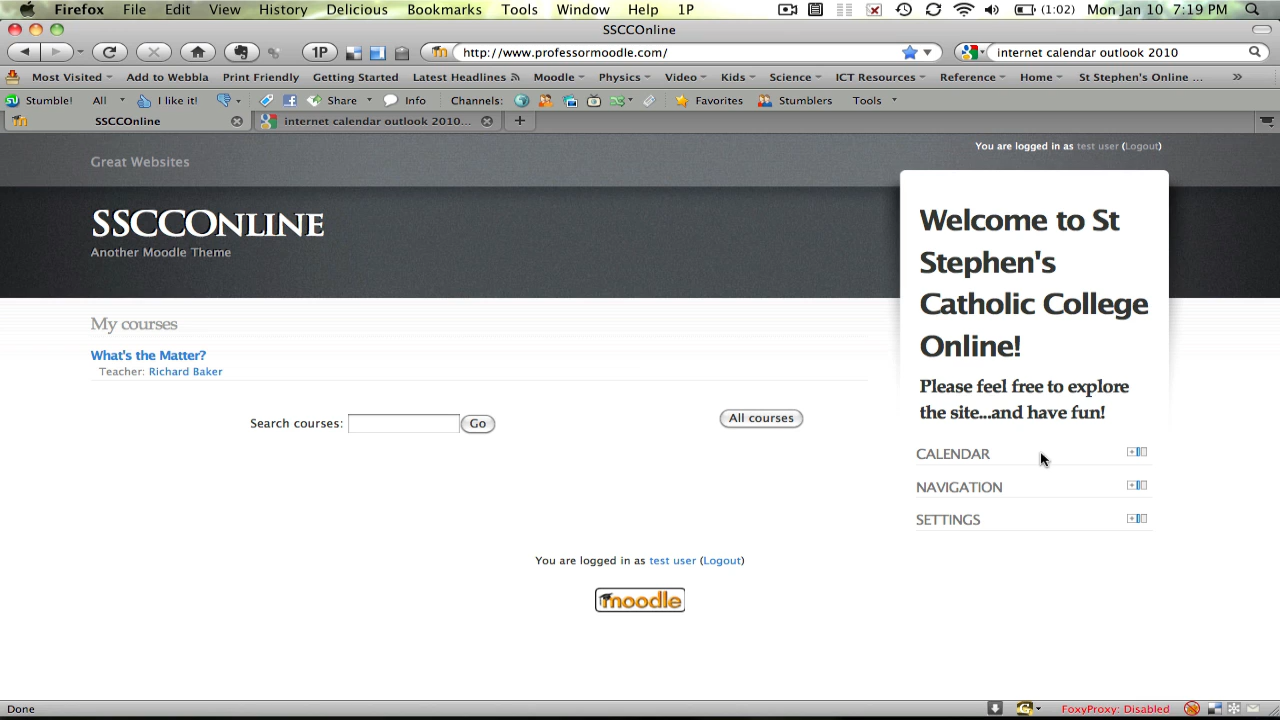 Firefox File Edit View History Delicious Bookmarks Tools Window Help 1P (1:02) Mon Jan 10 7:19 PM
SSCCOnline
1P http://www.professormoodle.com/ internet calendar outlook 2010
Most Visited Add to Webbla Print Friendly Getting Started Latest Headlines Moodle Physics Video Kids Science ICT Resources Reference Home St Stephen's Online ... »
Stumble! All I like it! Share Info Channels: Favorites Stumblers Tools
SSCCOnline internet calendar outlook 2010...
You are logged in as test user (Logout)
Great Websites
SSCCOnline
Another Moodle Theme
Welcome to St
Stephen's
Catholic College
Online!
Please feel free to explore
the site...and have fun!
My courses
What's the Matter?
Teacher: Richard Baker
Search courses: Go All courses
CALENDAR
NAVIGATION
SETTINGS
You are logged in as test user (Logout)
moodle
Done FoxyProxy: Disabled